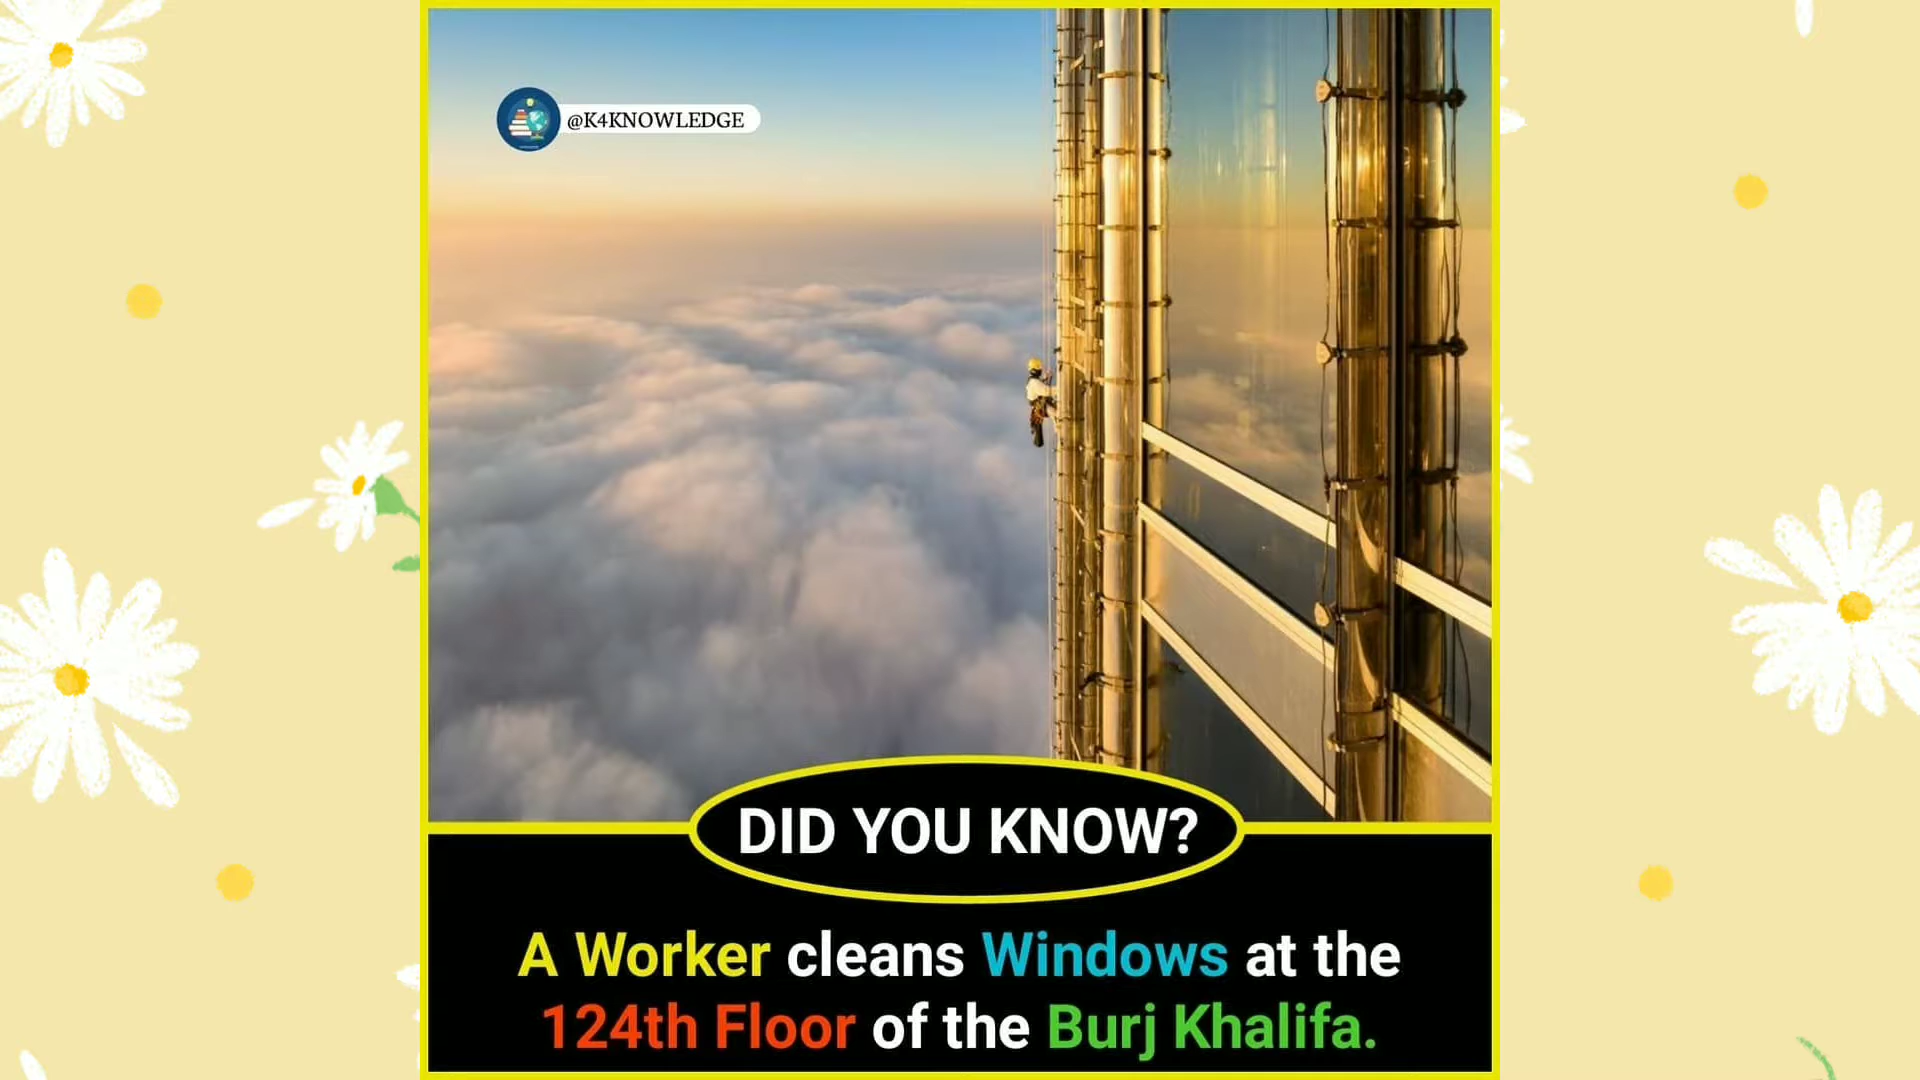 @K4KNOWLEDGE
DID YOU KNOW?
A Worker cleans Windows at the
124th Floor of the Burj Khalifa.